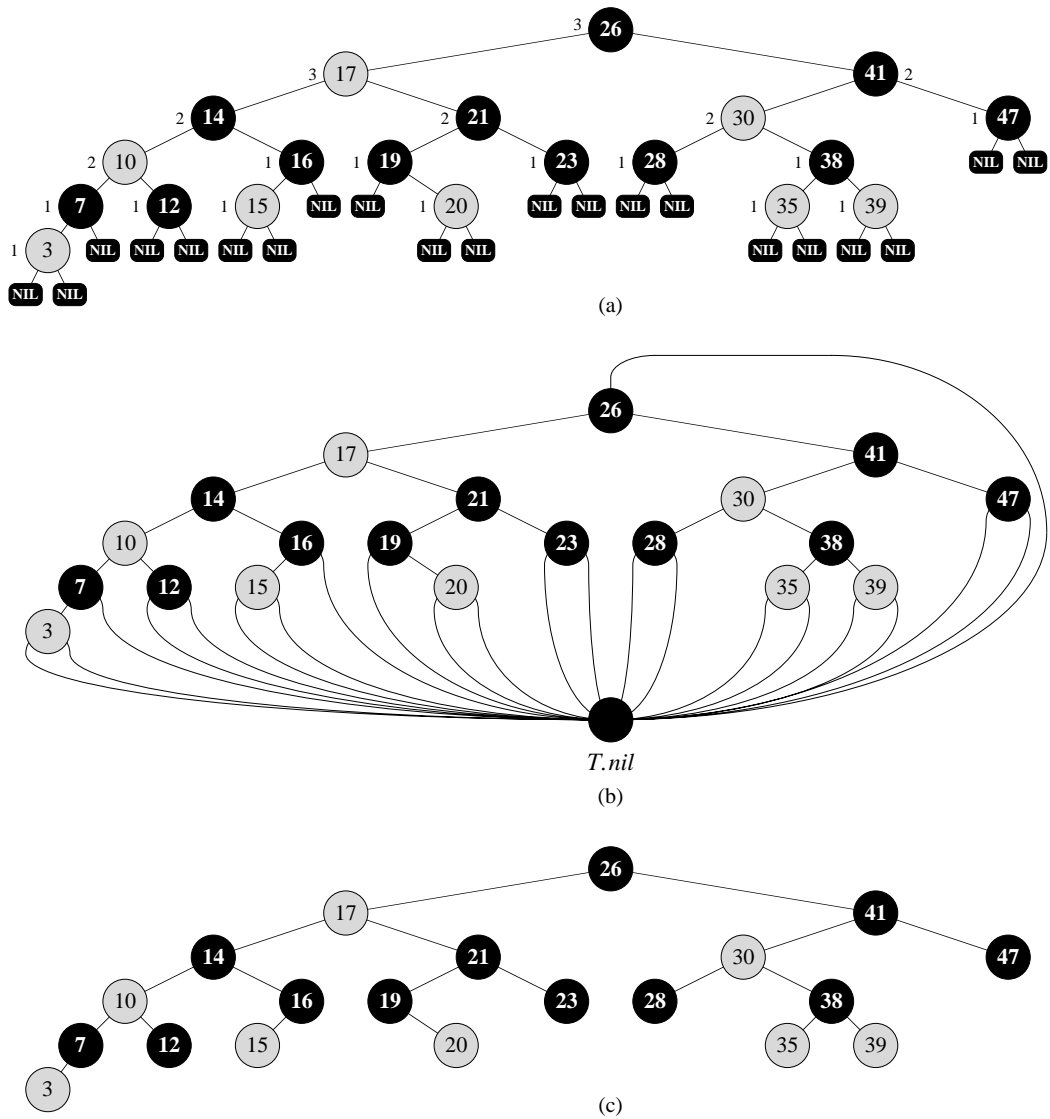 3 26
3 17 41 2
2 14 2 21 2 30 1 47
2 10 1 16 1 19 1 23 1 28 1 38 NIL NIL
1 7 1 12 1 15 NIL NIL 1 20 NIL NIL NIL NIL 1 35 1 39
1 3 NIL NIL NIL NIL NIL NIL NIL NIL NIL NIL NIL
NIL NIL
(a)
26
17 41
14 21 30 47
10 16 19 23 28 38
7 12 15 20 35 39
3
T.nil
(b)
26
17 41
14 21 30 47
10 16 19 23 28 38
7 12 15 20 35 39
3
(c)